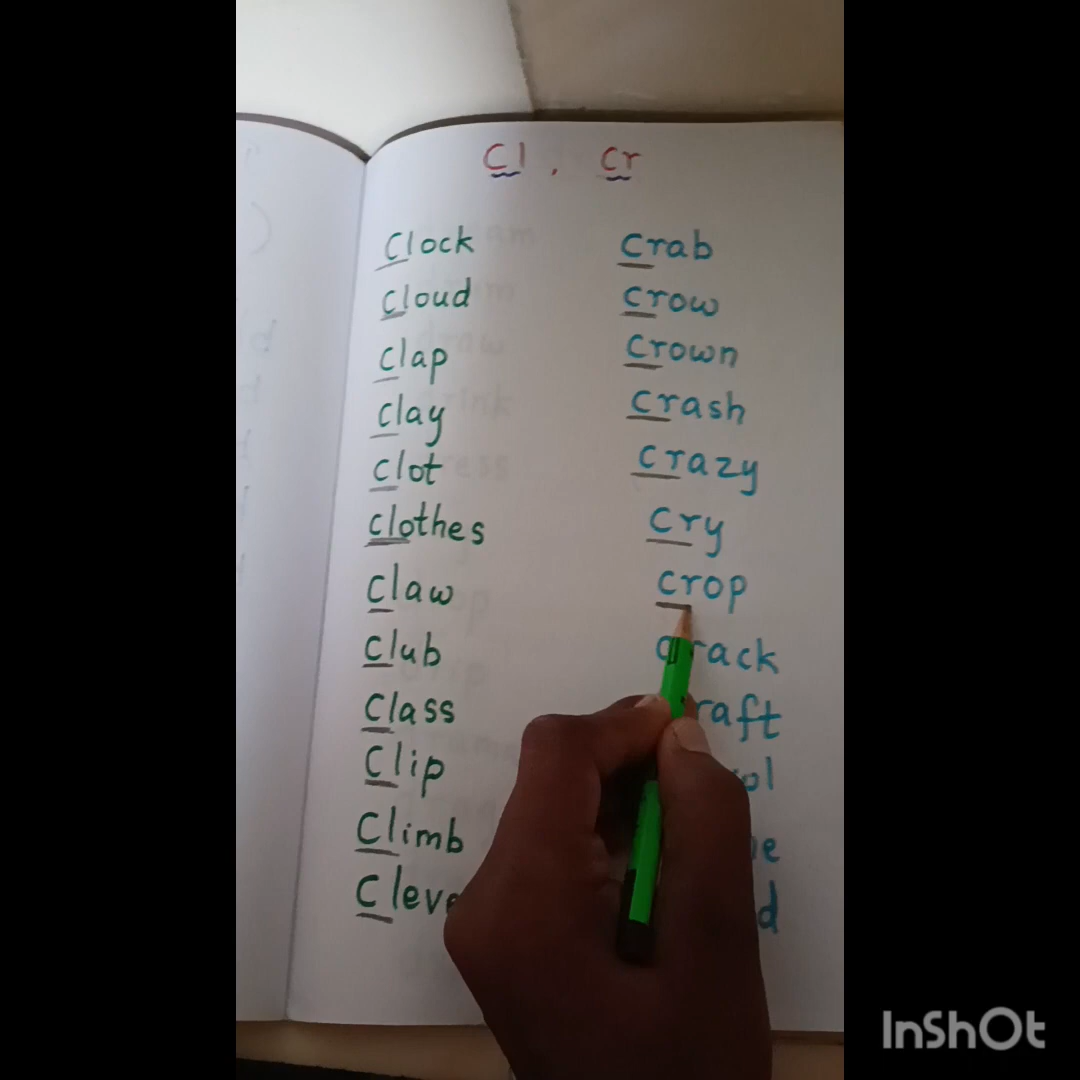 Cl, Cr
Clock crab
Cloud crow
Clap crown
Clay crash
Clot crazy
clothes cry
Claw crop
Club crack
Class
Clip
Climb
InShOt